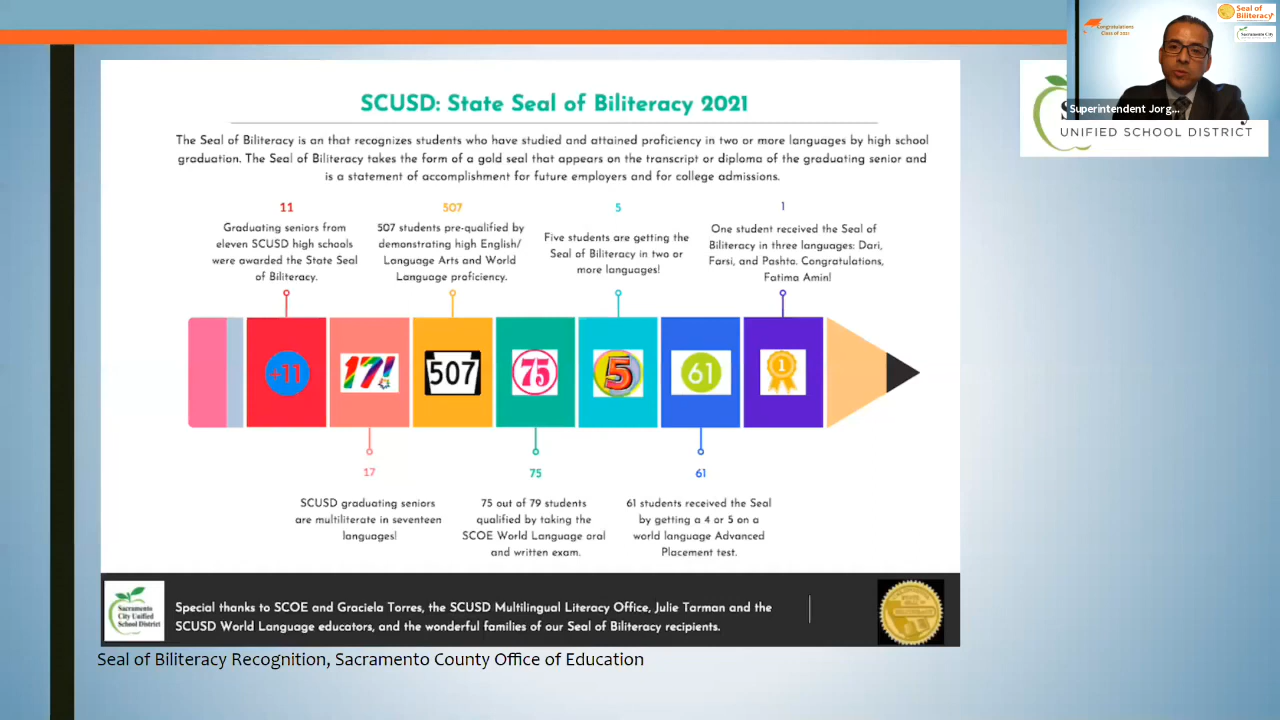 Seal of
Biliteracy
Congratulations
Class of 2021
Sacramento City
Superintendent Jorg...
UNIFIED SCHOOL DISTRICT
SCUSD: State Seal of Biliteracy 2021
The Seal of Biliteracy is an that recognizes students who have studied and attained proficiency in two or more languages by high school
graduation. The Seal of Biliteracy takes the form of a gold seal that appears on the transcript or diploma of the graduating senior and
is a statement of accomplishment for future employers and for college admissions.
11
Graduating seniors from
eleven SCUSD high schools
were awarded the State Seal
of Biliteracy.
507
507 students pre-qualified by
demonstrating high English/
Language Arts and World
Language proficiency.
5
Five students are getting the
Seal of Biliteracy in two or
more languages!
1
One student received the Seal of
Biliteracy in three languages: Dari,
Farsi, and Pashto. Congratulations,
Fatima Amin!
+11
17!
507
75
5
61
1
17
SCUSD graduating seniors
are multiliterate in seventeen
languages!
75
75 out of 79 students
qualified by taking the
SCOE World Language oral
and written exam.
61
61 students received the Seal
by getting a 4 or 5 on a
world language Advanced
Placement test.
Sacramento
City Unified
School District
Special thanks to SCOE and Graciela Torres, the SCUSD Multilingual Literacy Office, Julie Tarman and the
SCUSD World Language educators, and the wonderful families of our Seal of Biliteracy recipients.
Seal of Biliteracy Recognition, Sacramento County Office of Education